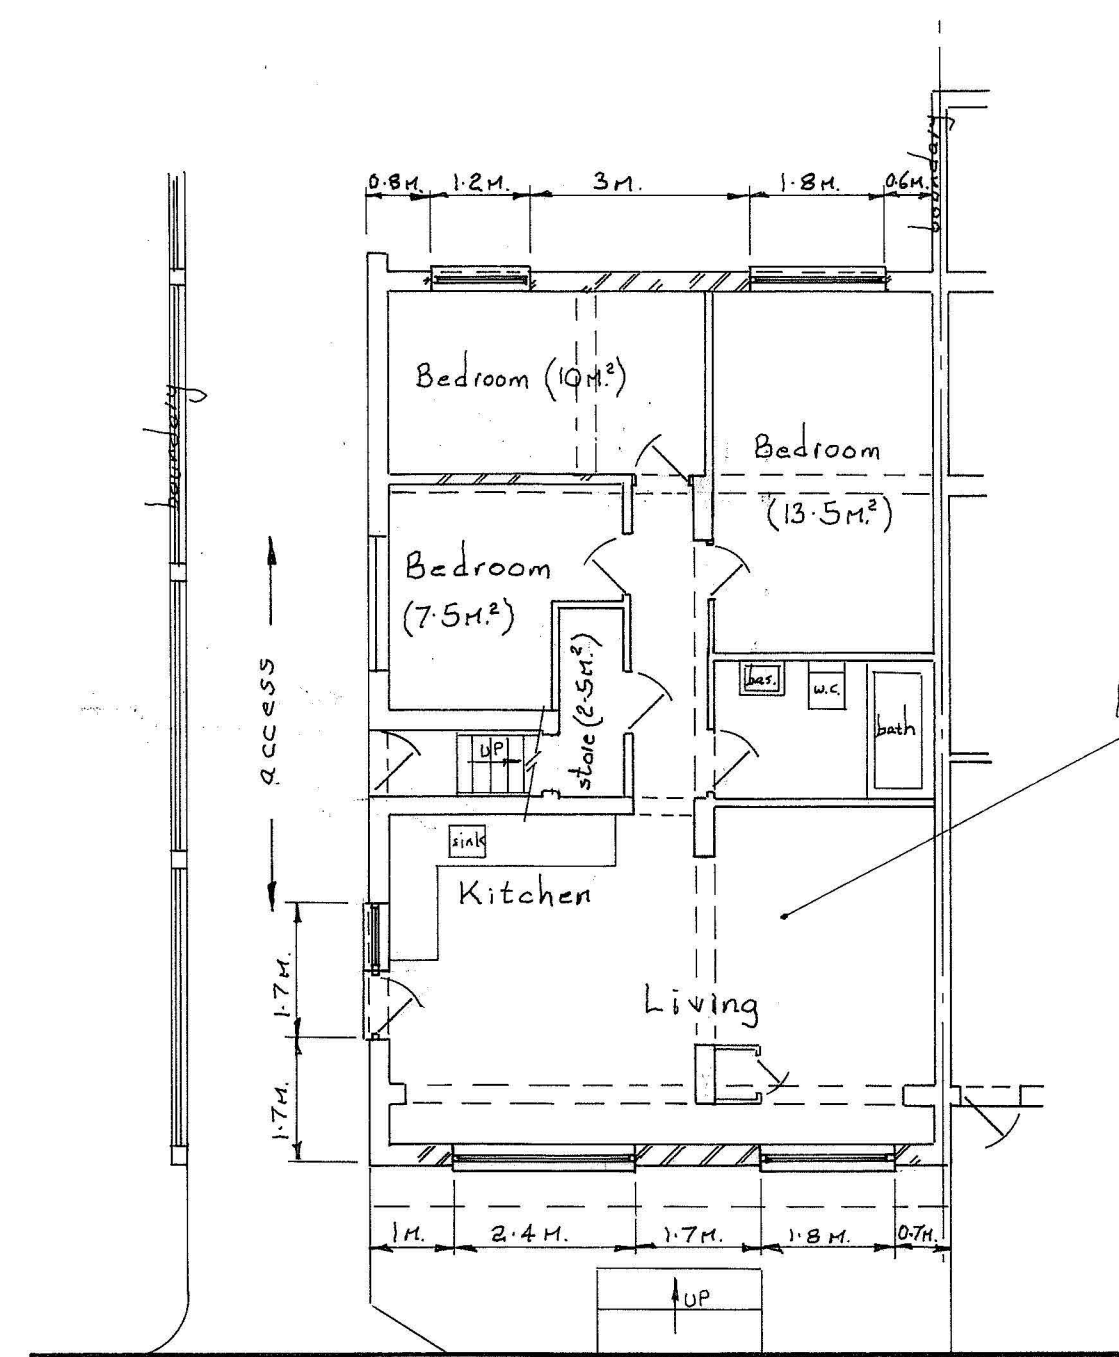 0.8M. 1.2M. 3M. 1.8M. 0.6M.
boundary
Bedroom (10M.²)
boundary
Bedroom
(13.5M.²)
Bedroom
(7.5M.²)
access
store (2.5M.²)
bas.
W.C.
bath
UP
sink
Kitchen
1.7M.
Living
1.7M.
1M. 2.4M. 1.7M. 1.8M. 0.7M.
UP